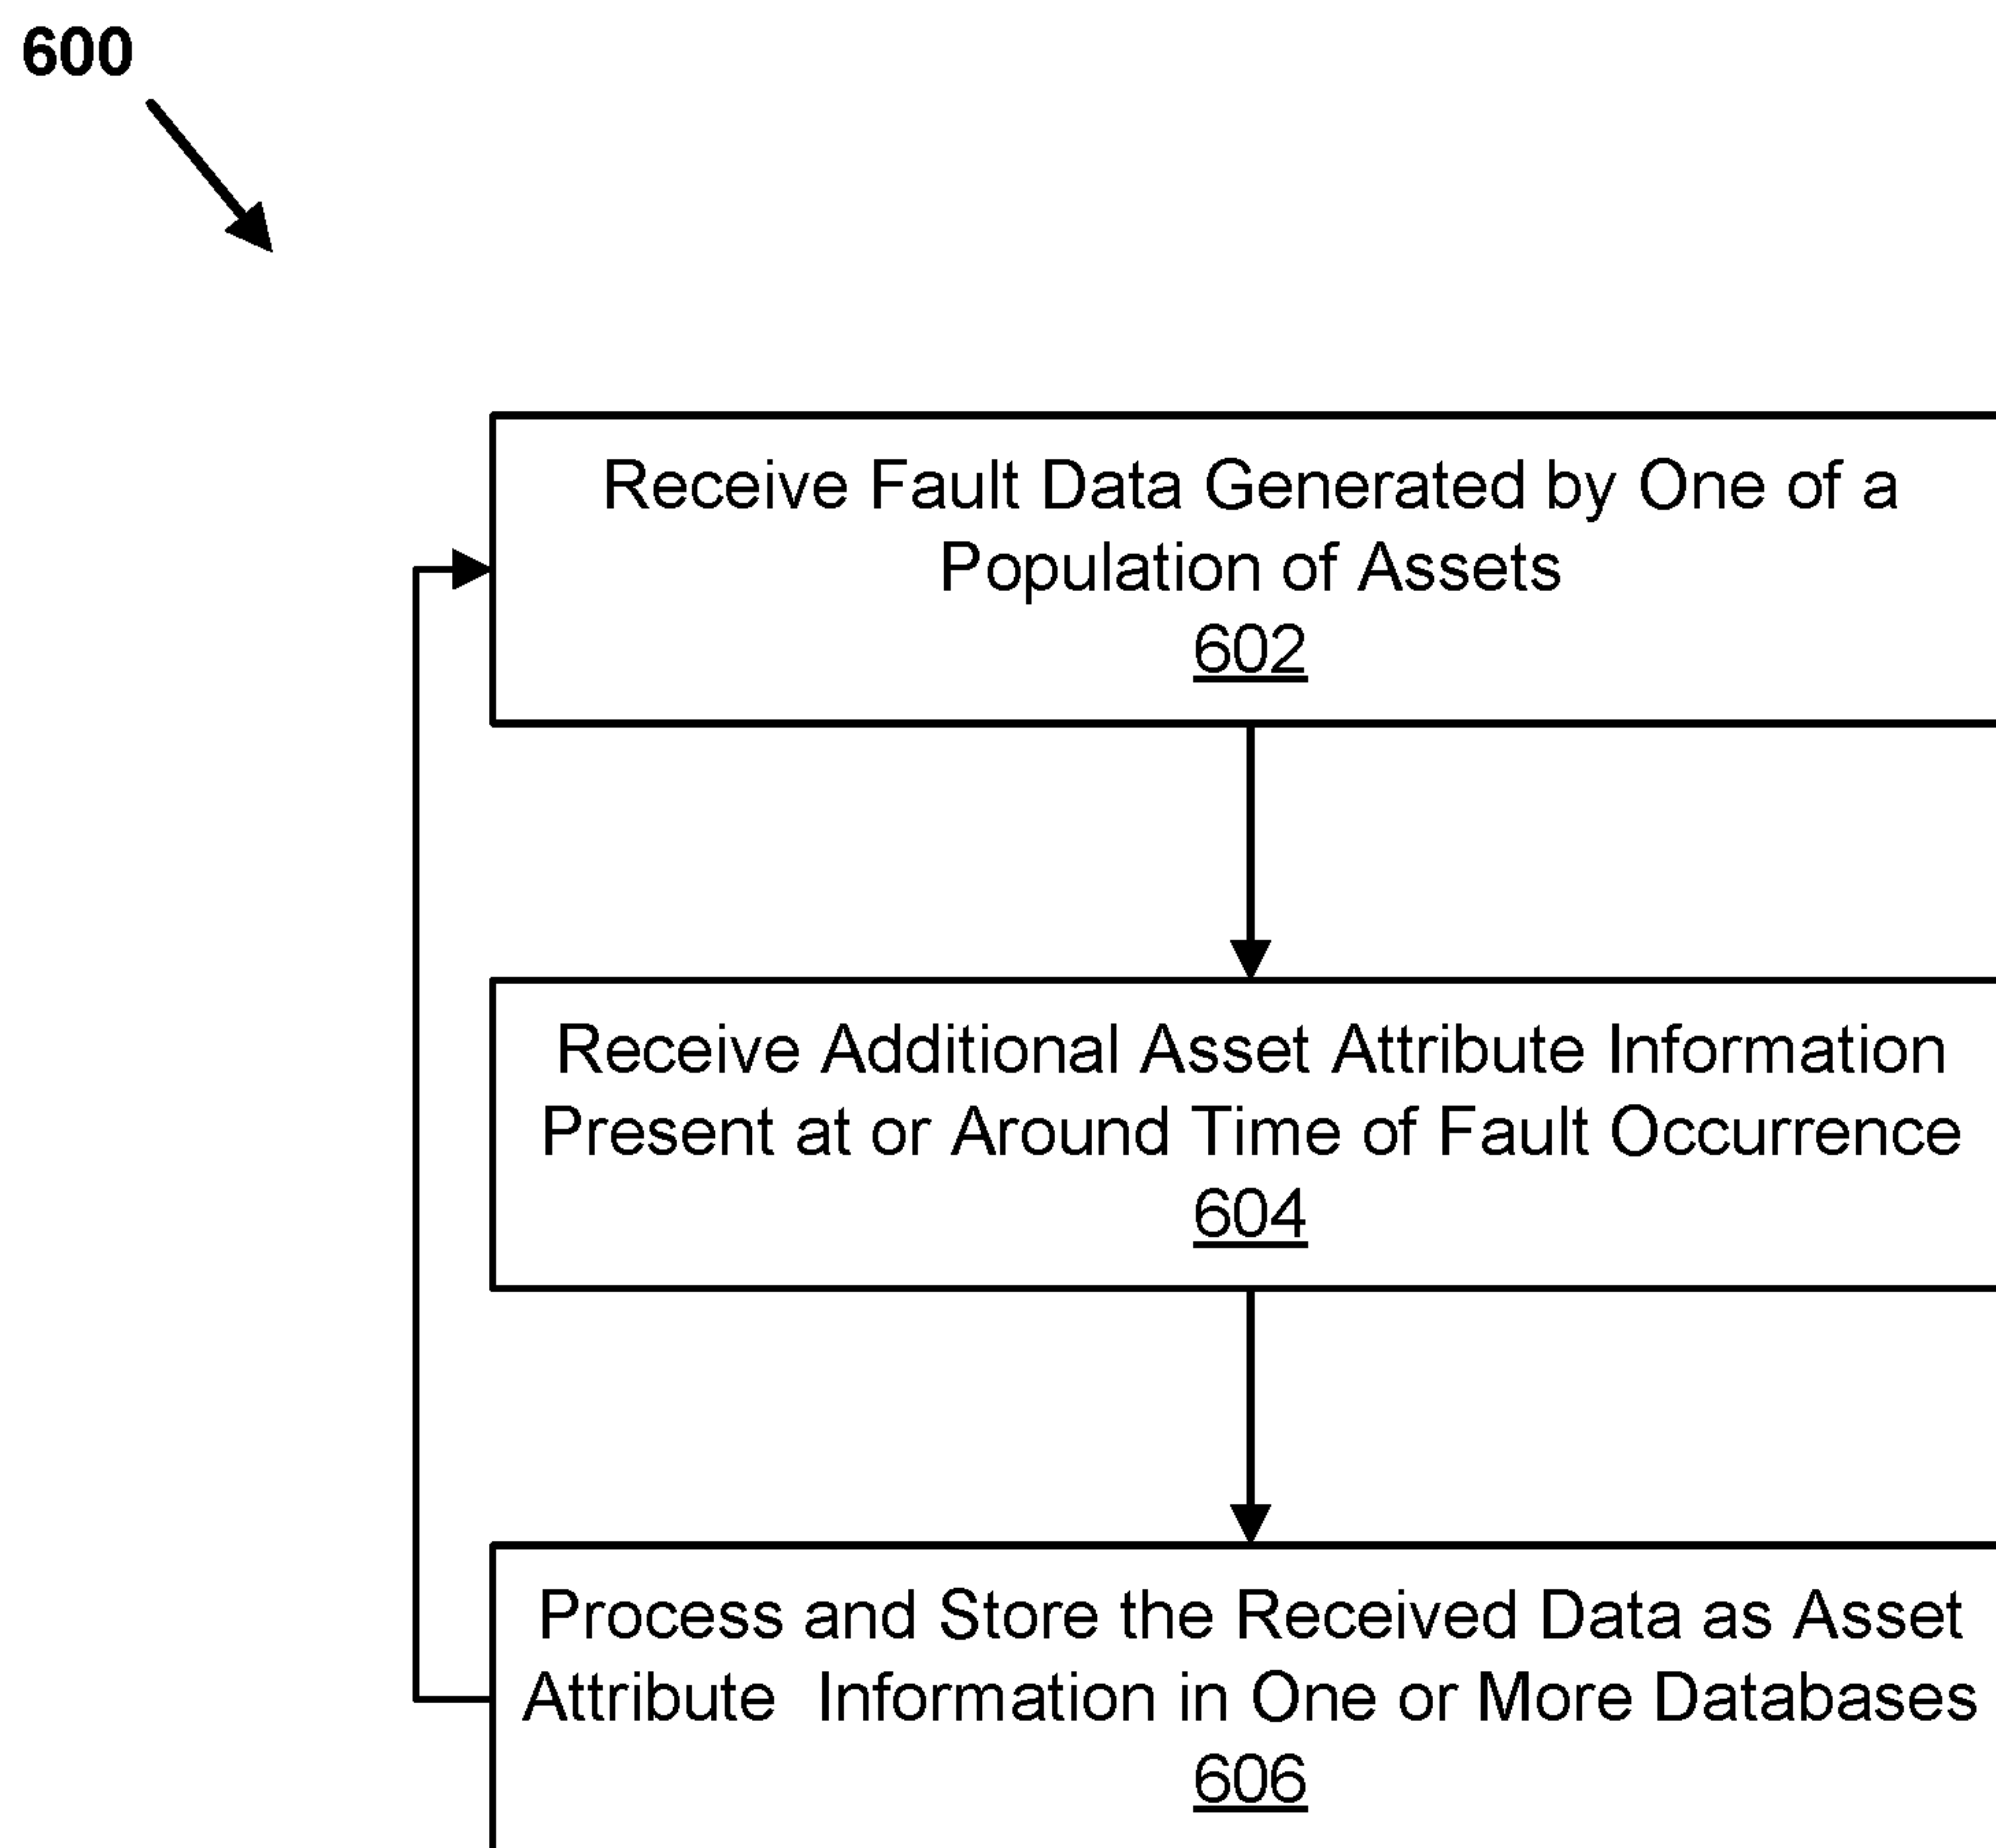 600
Receive Fault Data Generated by One of a
Population of Assets
602
Receive Additional Asset Attribute Information
Present at or Around Time of Fault Occurrence
604
Process and Store the Received Data as Asset
Attribute  Information in One or More Databases
606